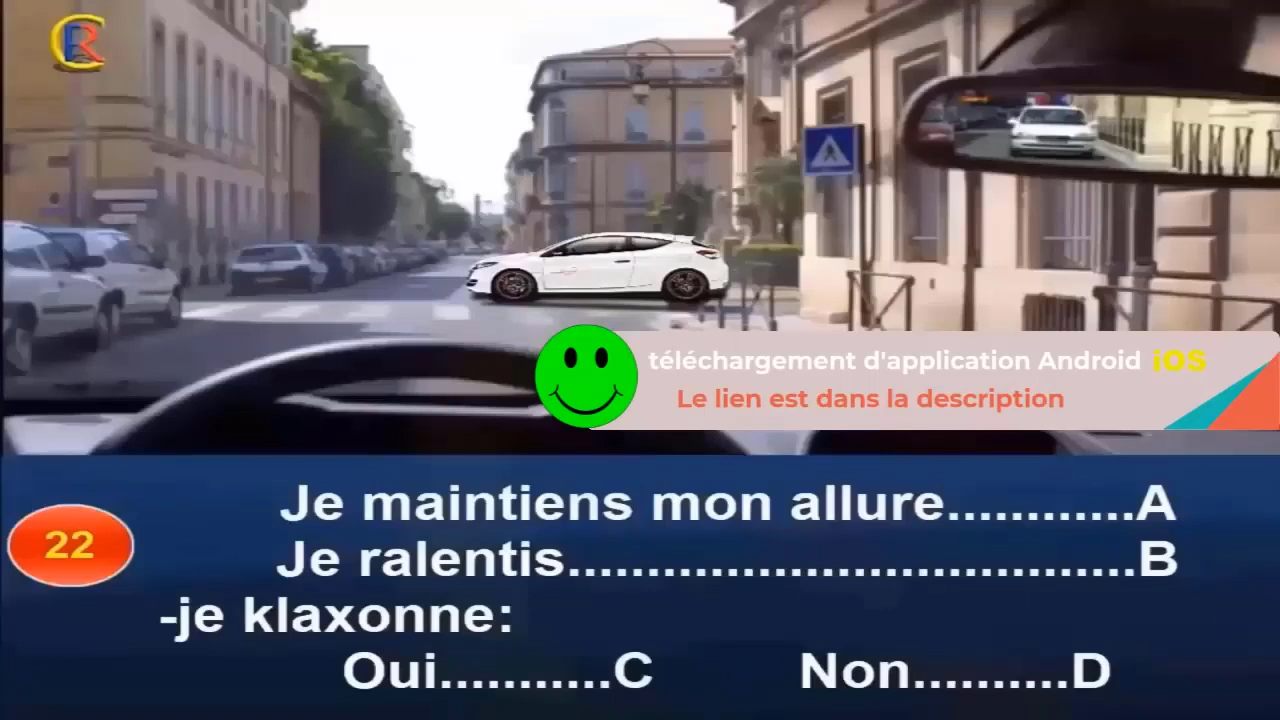 CR
téléchargement d'application Android iOS
Le lien est dans la description
22
Je maintiens mon allure............A
Je ralentis....................................B
-je klaxonne:
Oui...........C Non..........D